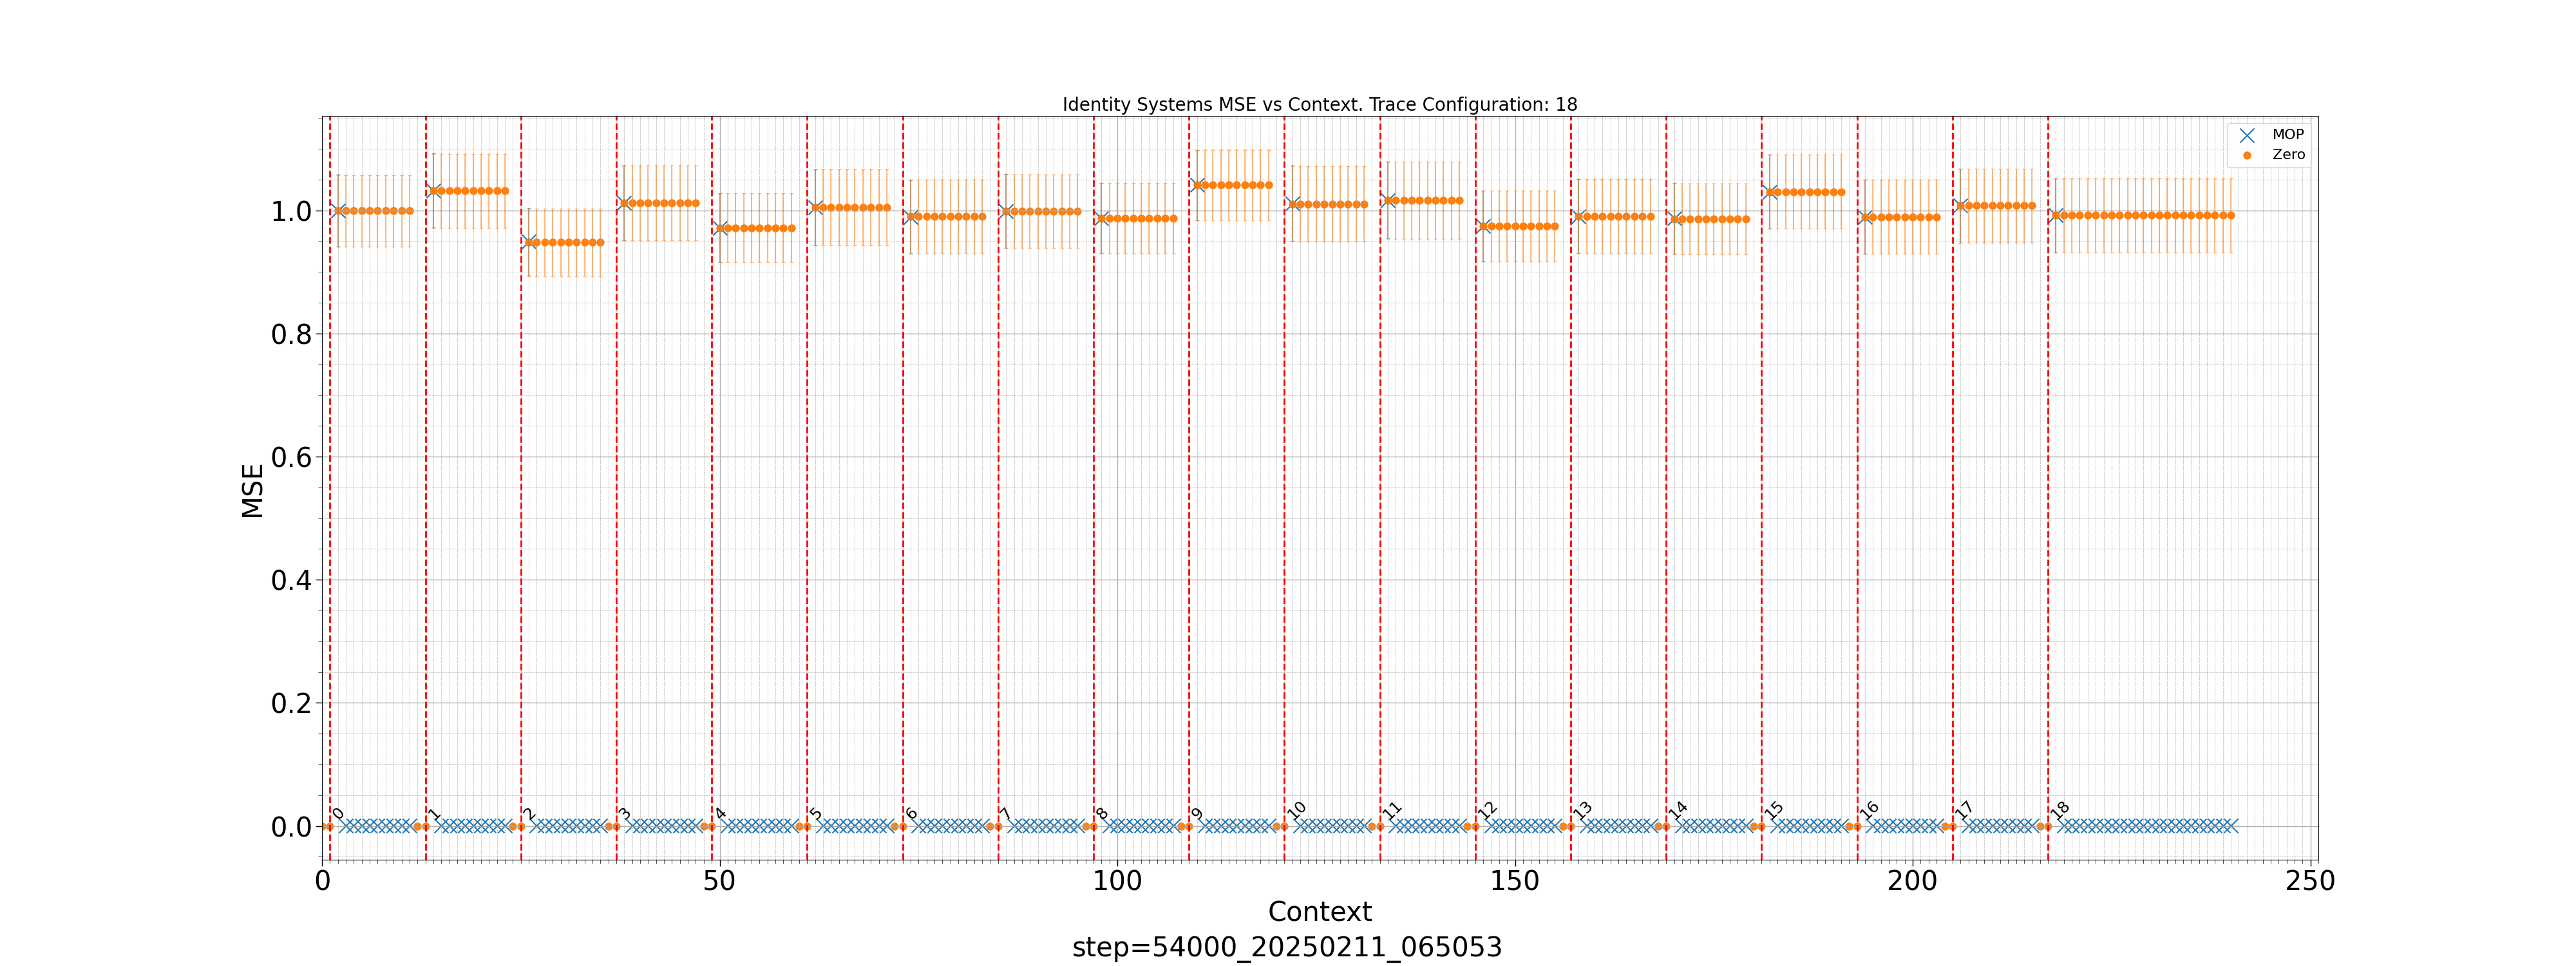 Identity Systems MSE vs Context. Trace Configuration: 18
MOP
Zero
1.0
0.8
0.6
0.4
0.2
0.0
MSE
0 1 2 3 4 5 6 7 8 9 10 11 12 13 14 15 16 17 18
0 50 100 150 200 250
Context
step=54000_20250211_065053